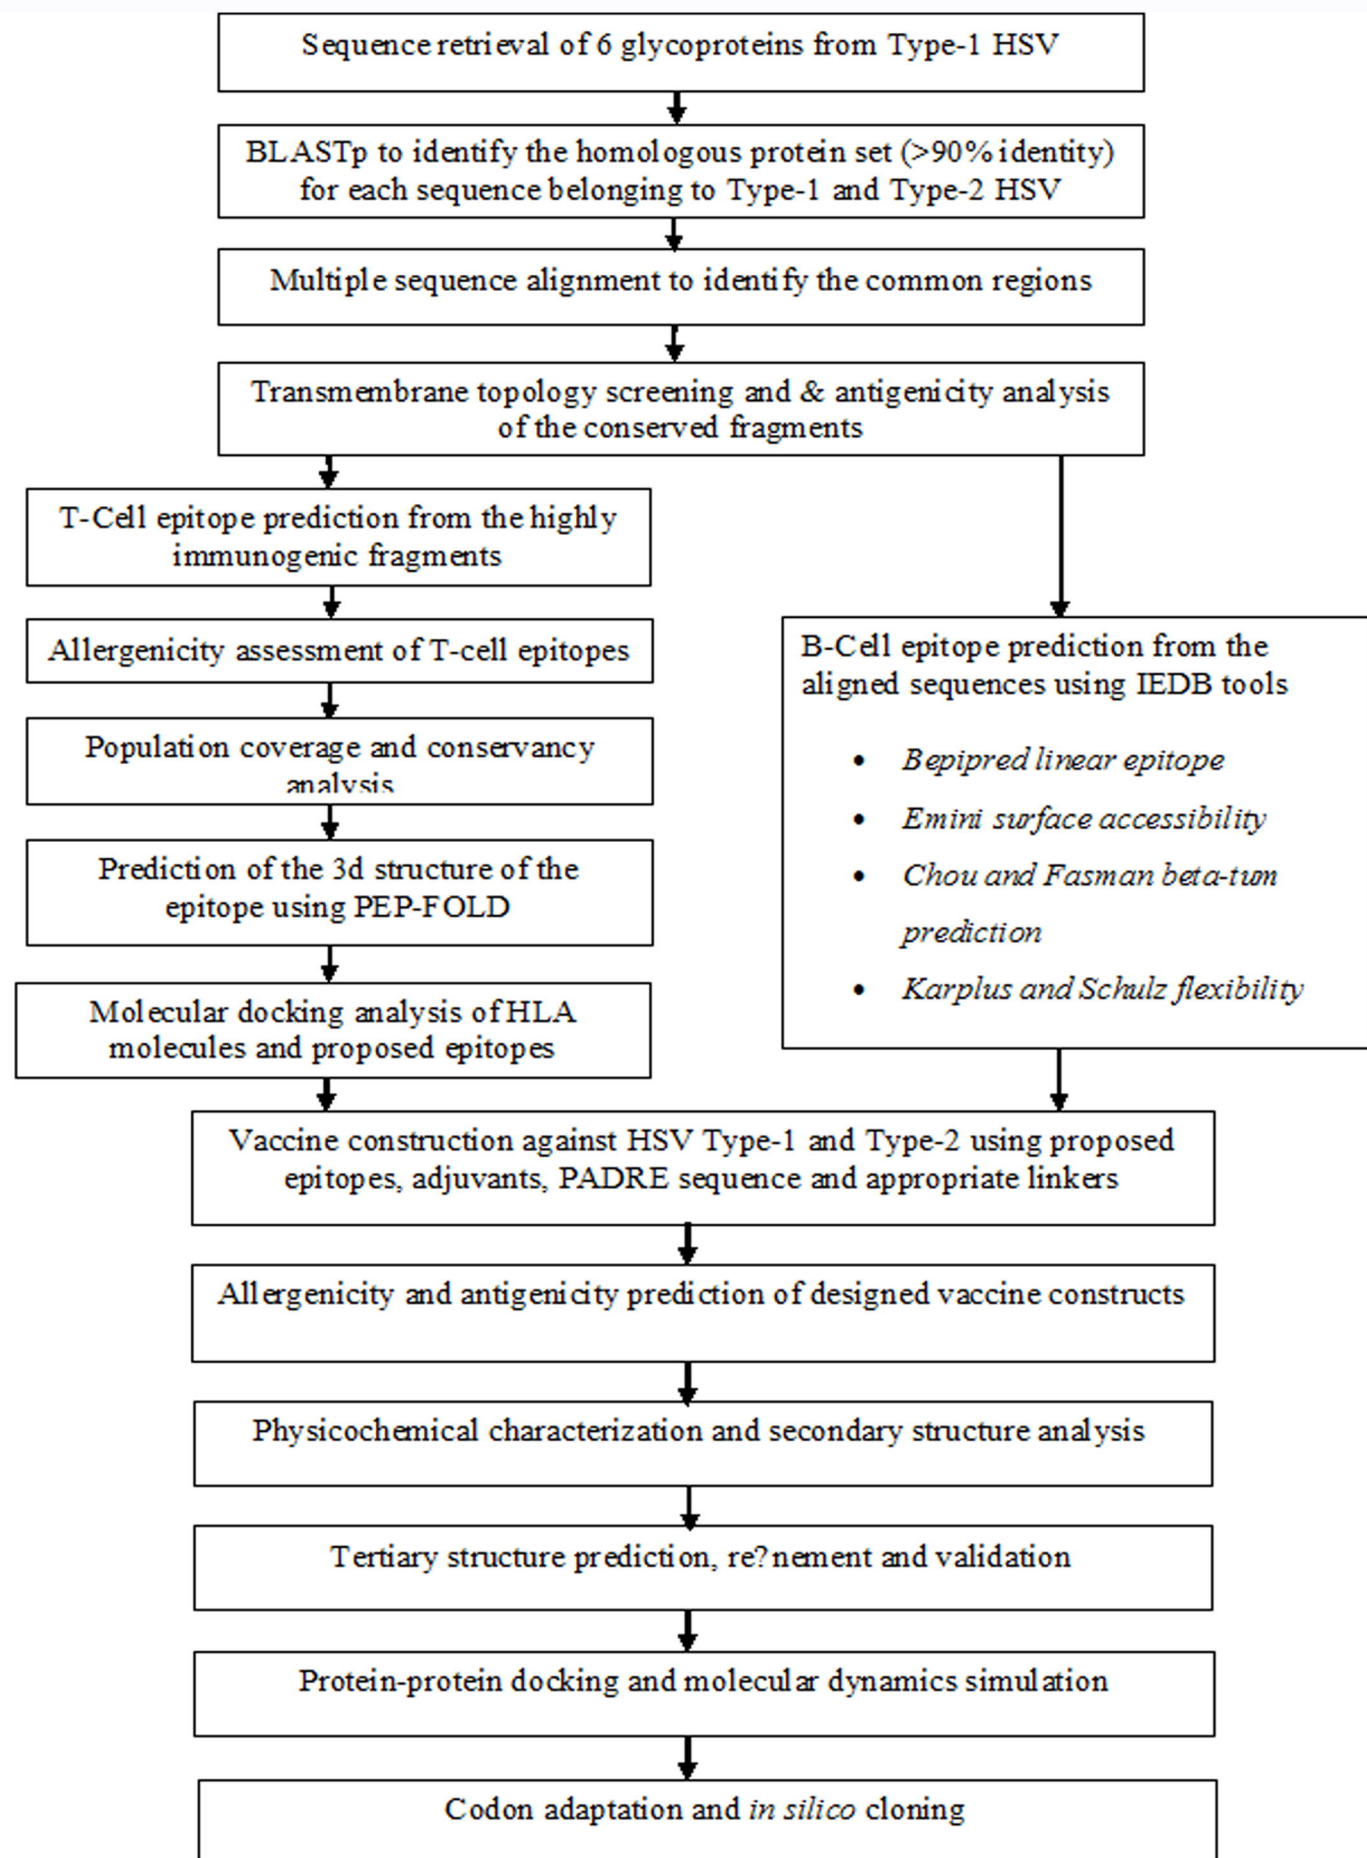 Sequence retrieval of 6 glycoproteins from Type-1 HSV
BLASTp to identify the homologous protein set (>90% identity)
for each sequence belonging to Type-1 and Type-2 HSV
Multiple sequence alignment to identify the common regions
Transmembrane topology screening and & antigenicity analysis
of the conserved fragments
T-Cell epitope prediction from the highly
immunogenic fragments
Allergenicity assessment of T-cell epitopes
Population coverage and conservancy
analysis
Prediction of the 3d structure of the
epitope using PEP-FOLD
Molecular docking analysis of HLA
molecules and proposed epitopes
B-Cell epitope prediction from the
aligned sequences using IEDB tools
• Bepipred linear epitope
• Emini surface accessibility
• Chou and Fasman beta-turn
prediction
• Karplus and Schulz flexibility
Vaccine construction against HSV Type-1 and Type-2 using proposed
epitopes, adjuvants, PADRE sequence and appropriate linkers
Allergenicity and antigenicity prediction of designed vaccine constructs
Physicochemical characterization and secondary structure analysis
Tertiary structure prediction, re?nement and validation
Protein-protein docking and molecular dynamics simulation
Codon adaptation and in silico cloning